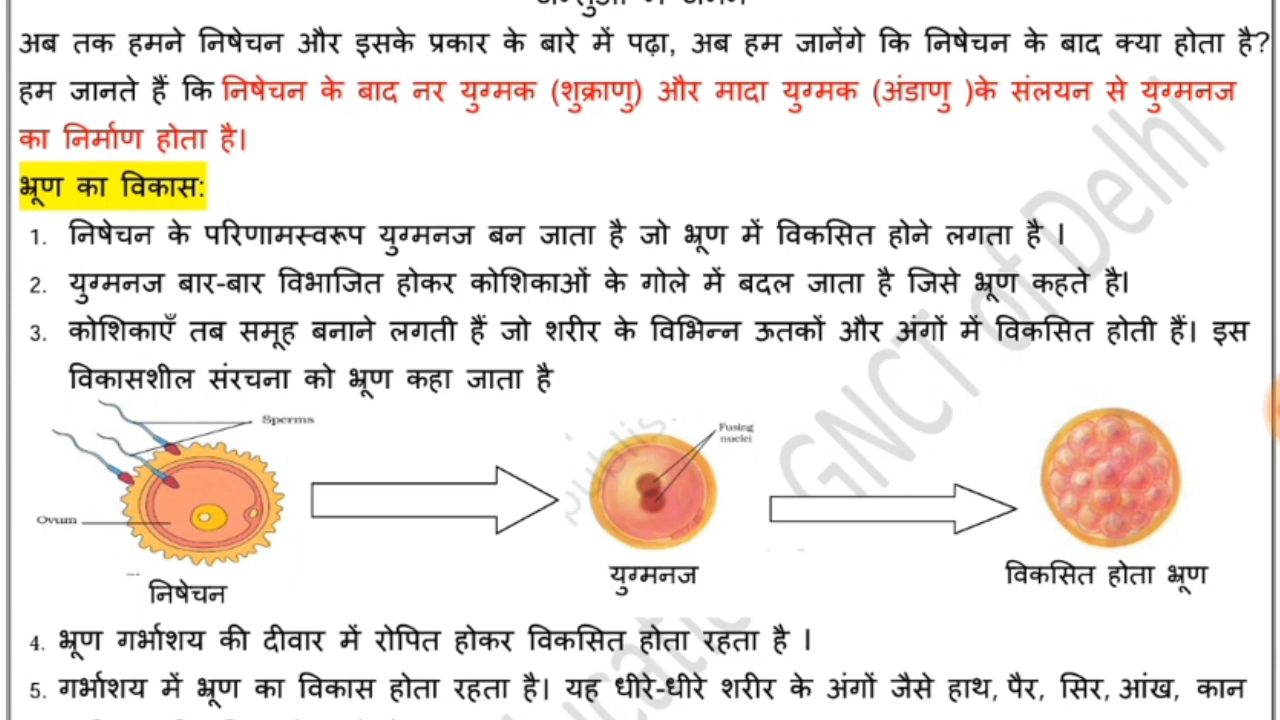 अब तक हमने निषेचन और इसके प्रकार के बारे में पढ़ा, अब हम जानेंगे कि निषेचन के बाद क्या होता है?
हम जानते हैं कि निषेचन के बाद नर युग्मक (शुक्राणु) और मादा युग्मक (अंडाणु )के संलयन से युग्मनज
का निर्माण होता है।
भ्रूण का विकास:
1. निषेचन के परिणामस्वरूप युग्मनज बन जाता है जो भ्रूण में विकसित होने लगता है ।
2. युग्मनज बार-बार विभाजित होकर कोशिकाओं के गोले में बदल जाता है जिसे भ्रूण कहते है।
3. कोशिकाएँ तब समूह बनाने लगती हैं जो शरीर के विभिन्न ऊतकों और अंगों में विकसित होती हैं। इस
विकासशील संरचना को भ्रूण कहा जाता है
Sperms
Fusing
nuclei
Ovum
निषेचन
युग्मनज
विकसित होता भ्रूण
4. भ्रूण गर्भाशय की दीवार में रोपित होकर विकसित होता रहता है ।
5. गर्भाशय में भ्रूण का विकास होता रहता है। यह धीरे-धीरे शरीर के अंगों जैसे हाथ, पैर, सिर, आंख, कान
GNCT of Delhi